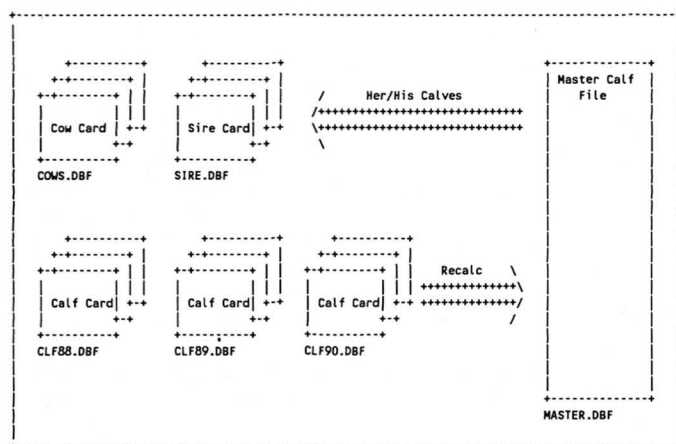 Master Calf
File
Her/His Calves
Cow Card
Sire Card
COWS.DBF
SIRE.DBF
Recalc
Calf Card
Calf Card
Calf Card
CLF88.DBF
CLF89.DBF
CLF90.DBF
MASTER.DBF